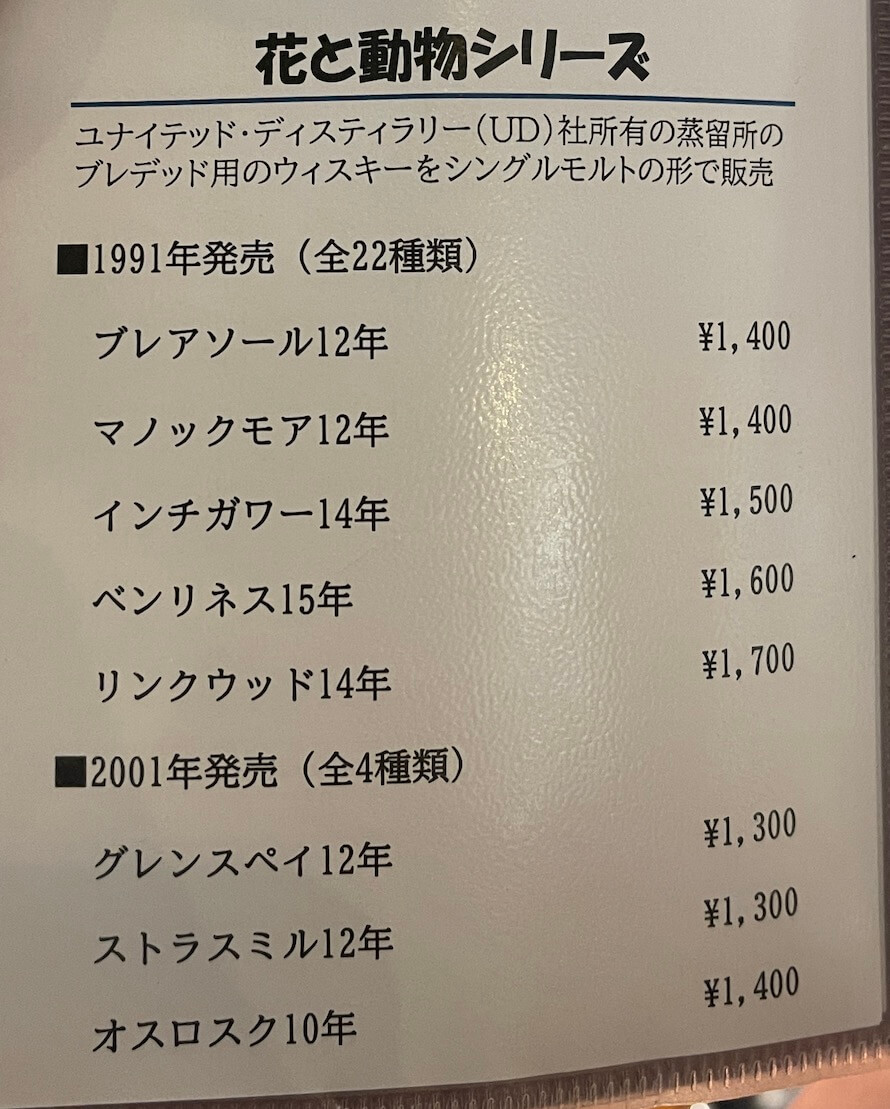 花と動物シリーズ
ユナイテッド・ディスティラリー（UD）社所有の蒸留所の
ブレデッド用のウィスキーをシングルモルトの形で販売
■1991年発売（全22種類）
ブレアソール12年 ¥1,400
マノックモア12年 ¥1,400
インチガワー14年 ¥1,500
ベンリネス15年 ¥1,600
リンクウッド14年 ¥1,700
■2001年発売（全4種類）
グレンスペイ12年 ¥1,300
ストラスミル12年 ¥1,300
オスロスク10年 ¥1,400